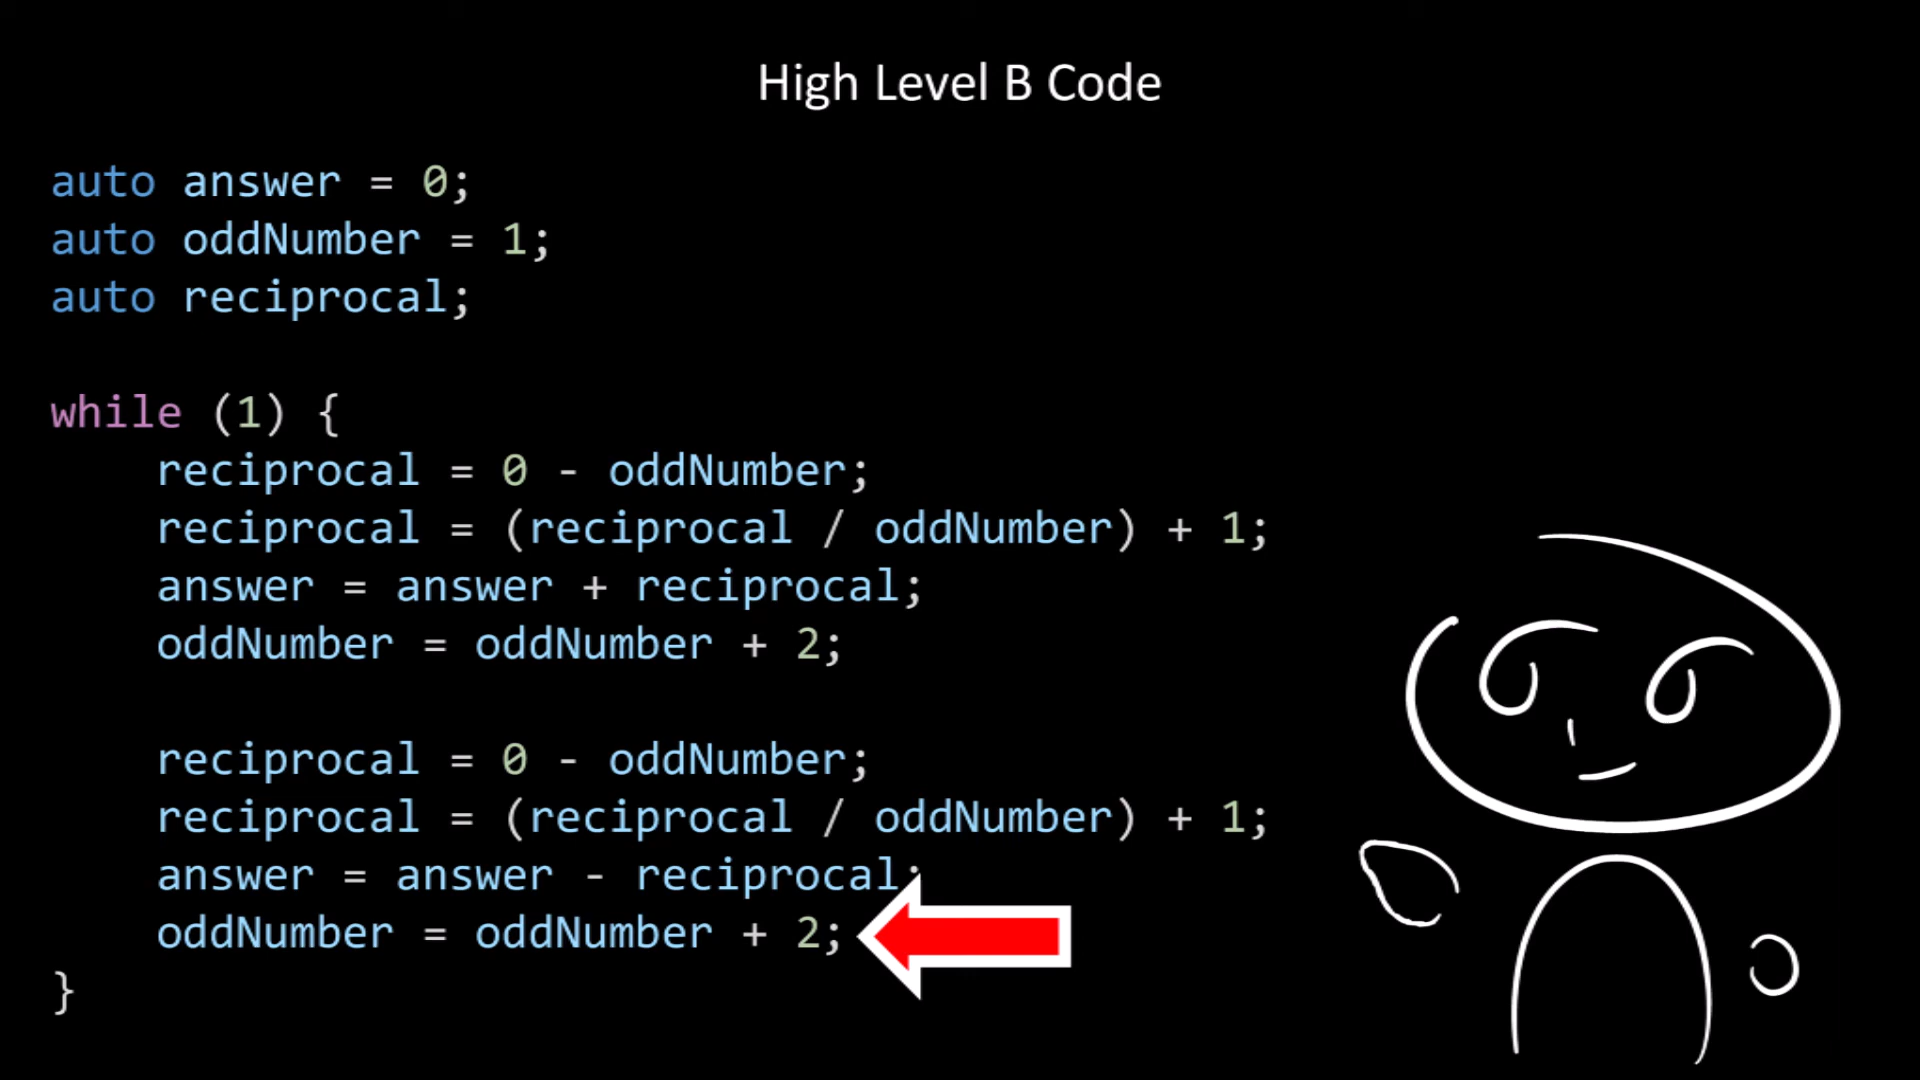 High Level B Code
auto answer = 0;
auto oddNumber = 1;
auto reciprocal;
while (1) {
reciprocal = 0 - oddNumber;
reciprocal = (reciprocal / oddNumber) + 1;
answer = answer + reciprocal;
oddNumber = oddNumber + 2;
reciprocal = 0 - oddNumber;
reciprocal = (reciprocal / oddNumber) + 1;
answer = answer - reciprocal;
oddNumber = oddNumber + 2;
}